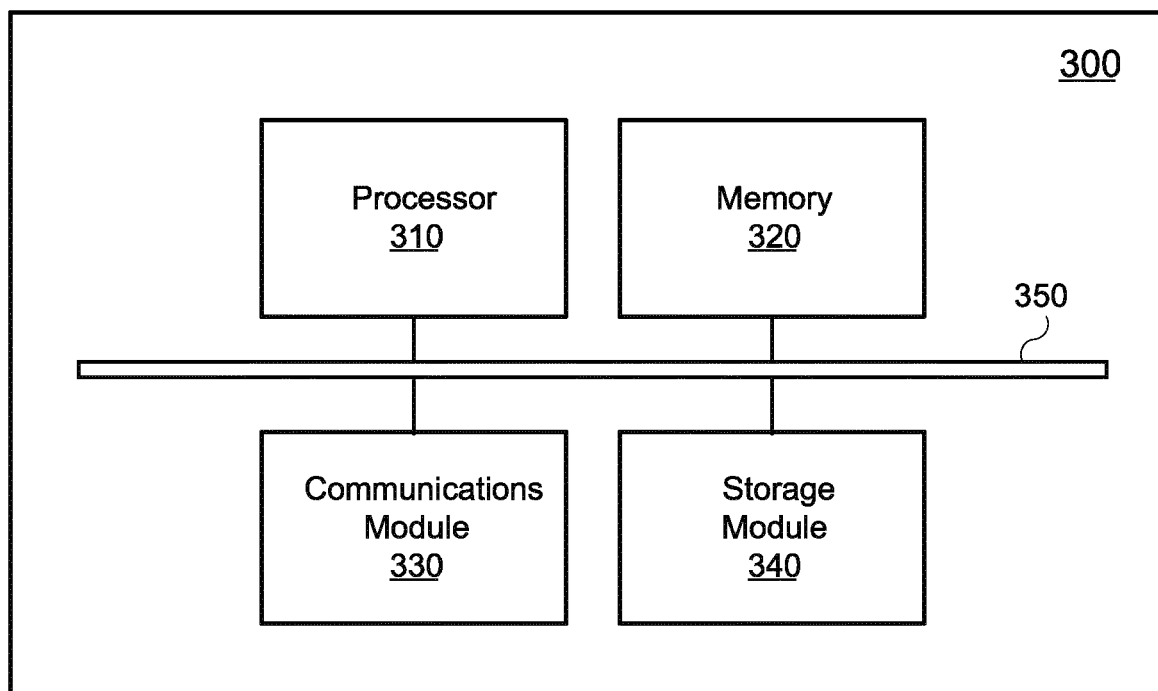 300
Processor
310
Memory
320
350
Communications
Module
330
Storage
Module
340